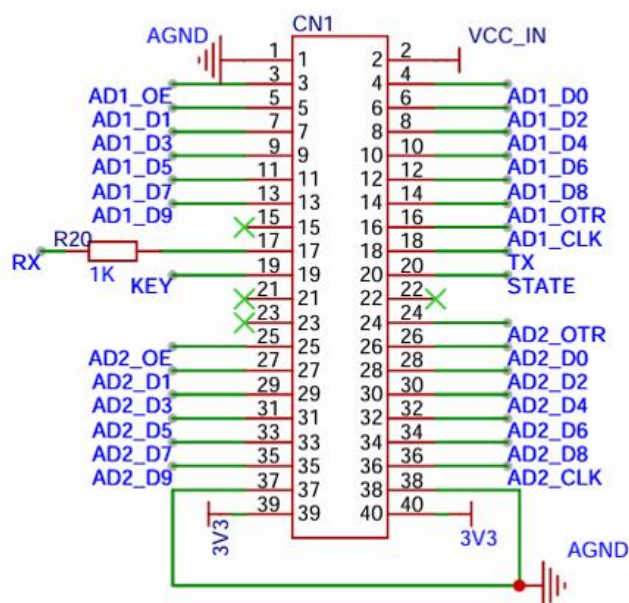 CN1
AGND 1 1 2 2 VCC_IN
3 3 4 4
AD1_OE 5 5 6 6 AD1_D0
AD1_D1 7 7 8 8 AD1_D2
AD1_D3 9 9 10 10 AD1_D4
AD1_D5 11 11 12 12 AD1_D6
AD1_D7 13 13 14 14 AD1_D8
AD1_D9 15 15 16 16 AD1_OTR
R20 17 17 18 18 AD1_CLK
RX 1K 19 19 20 20 TX
KEY 21 21 22 22 STATE
23 23 24 24
25 25 26 26 AD2_OTR
AD2_OE 27 27 28 28 AD2_D0
AD2_D1 29 29 30 30 AD2_D2
AD2_D3 31 31 32 32 AD2_D4
AD2_D5 33 33 34 34 AD2_D6
AD2_D7 35 35 36 36 AD2_D8
AD2_D9 37 37 38 38 AD2_CLK
3V3 39 39 40 40 3V3
AGND